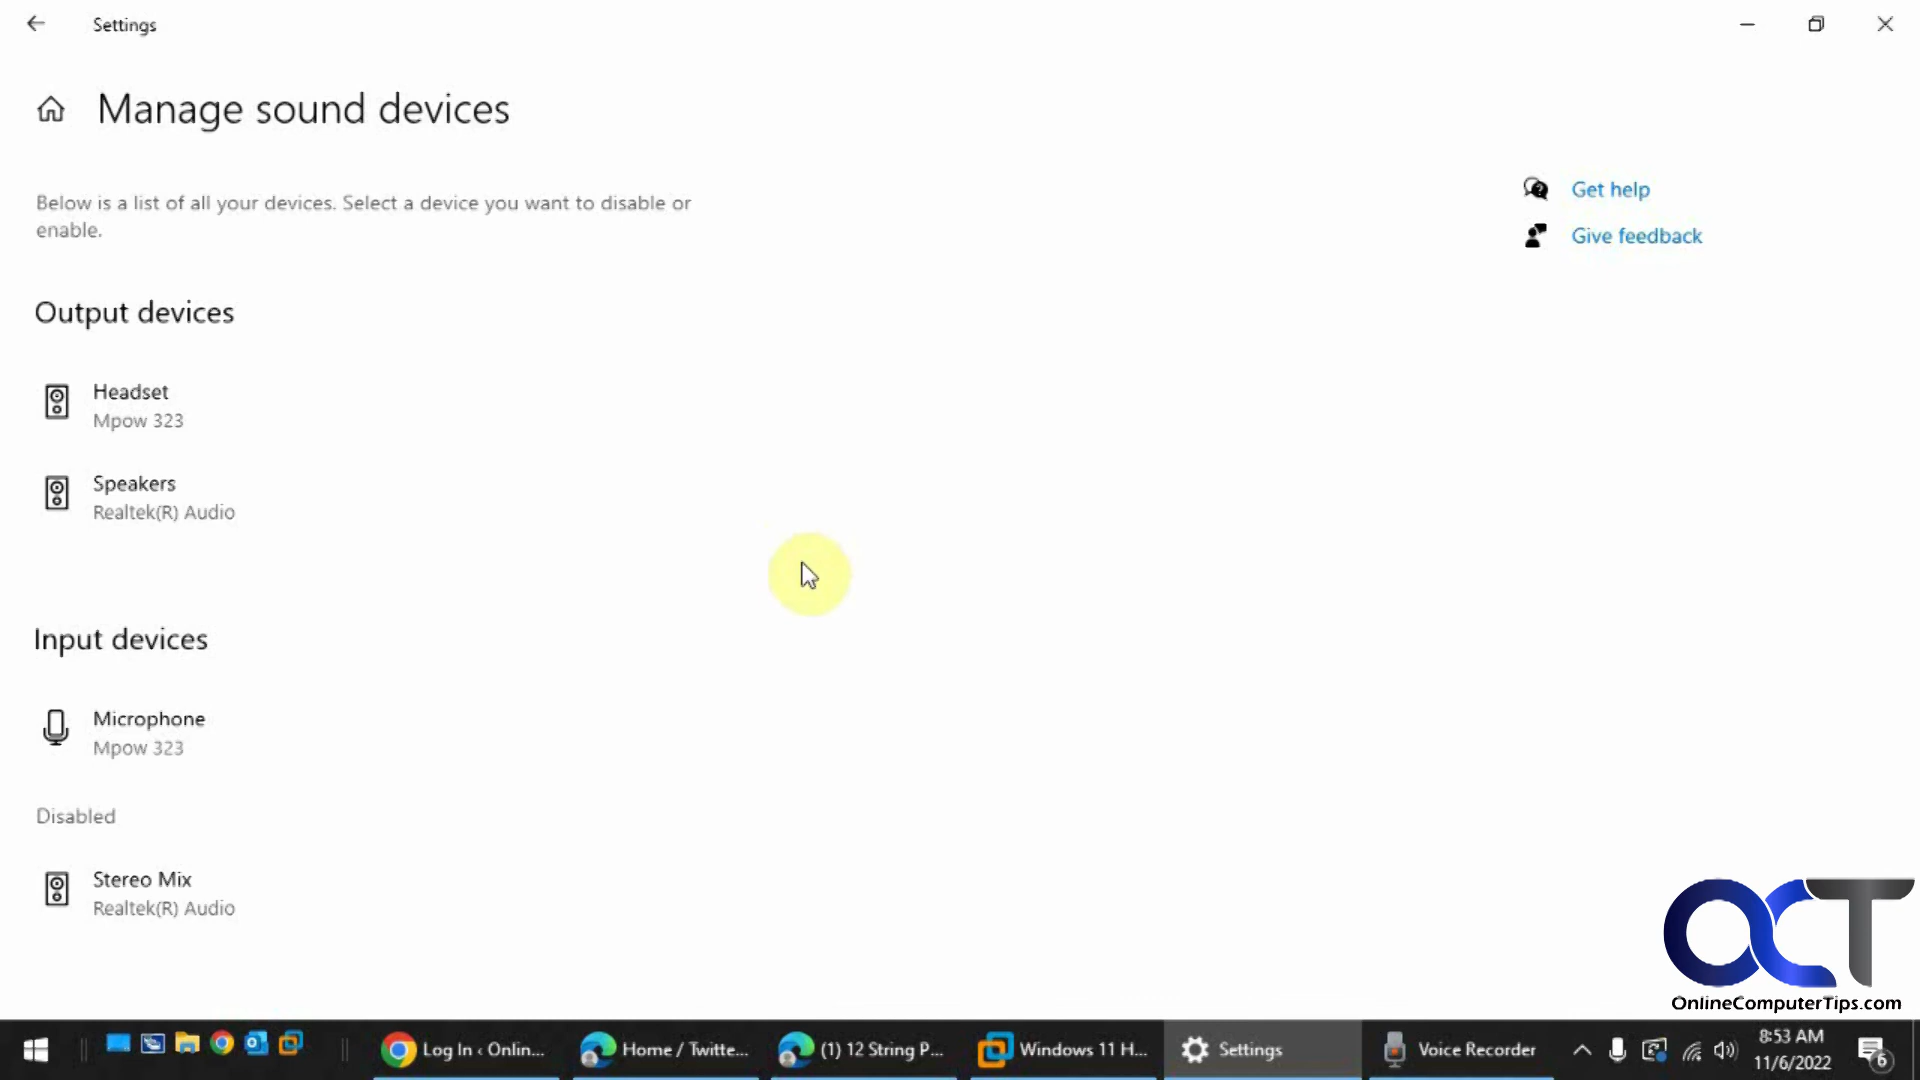 Settings
Manage sound devices
Below is a list of all your devices. Select a device you want to disable or
enable.
Get help
Give feedback
Output devices
Headset
Mpow 323
Speakers
Realtek(R) Audio
Input devices
Microphone
Mpow 323
Disabled
Stereo Mix
Realtek(R) Audio
OCT
OnlineComputerTips.com
Log In ‹ Onlin...
Home / Twitte...
(1) 12 String P...
Windows 11 H...
Settings
Voice Recorder
8:53 AM
11/6/2022
6